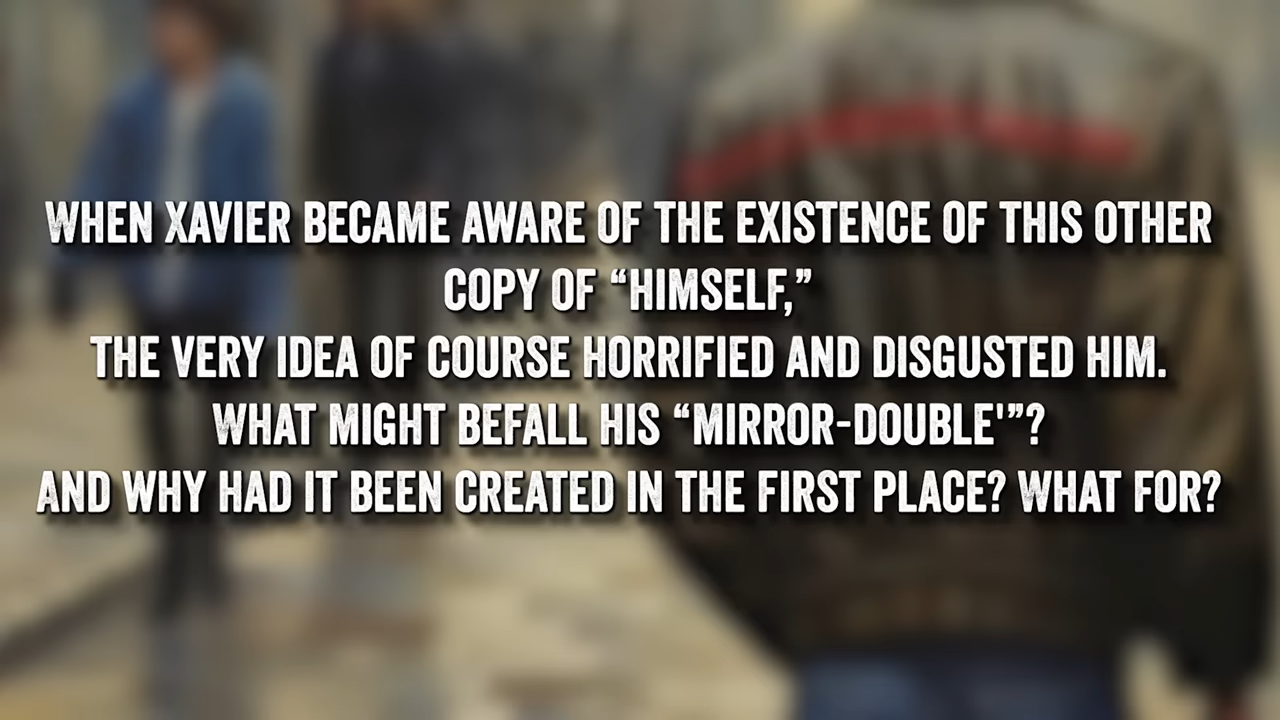 WHEN XAVIER BECAME AWARE OF THE EXISTENCE OF THIS OTHER
COPY OF “HIMSELF,”
THE VERY IDEA OF COURSE HORRIFIED AND DISGUSTED HIM.
WHAT MIGHT BEFALL HIS “MIRROR-DOUBLE'”?
AND WHY HAD IT BEEN CREATED IN THE FIRST PLACE? WHAT FOR?